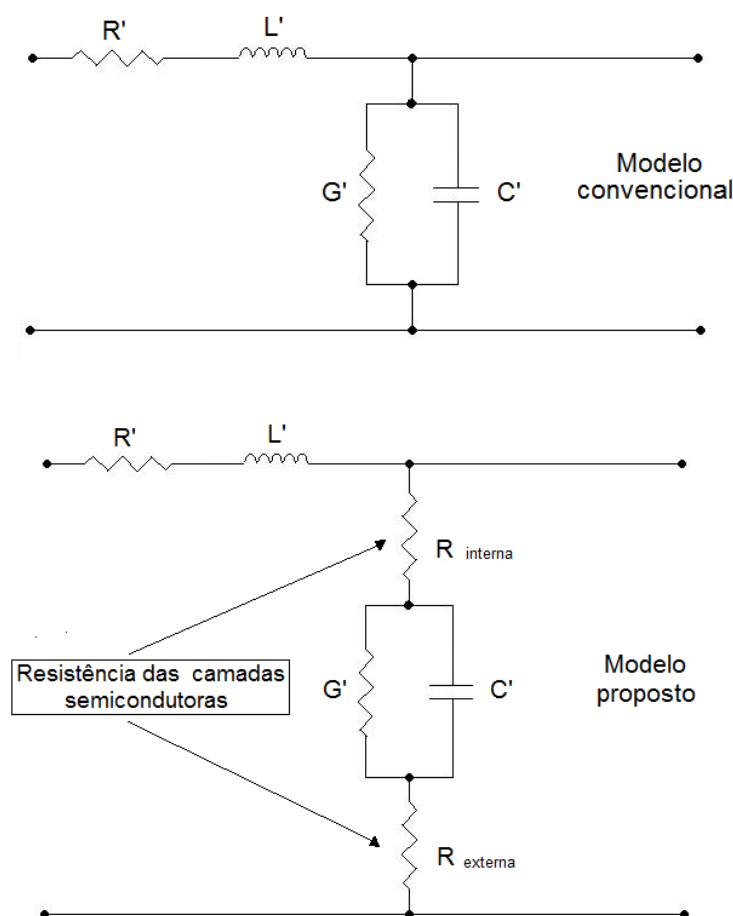 R'
L'
G'
C'
Modelo
convencional
R'
L'
R interna
Resistência das camadas
semicondutoras
G'
C'
Modelo
proposto
R externa